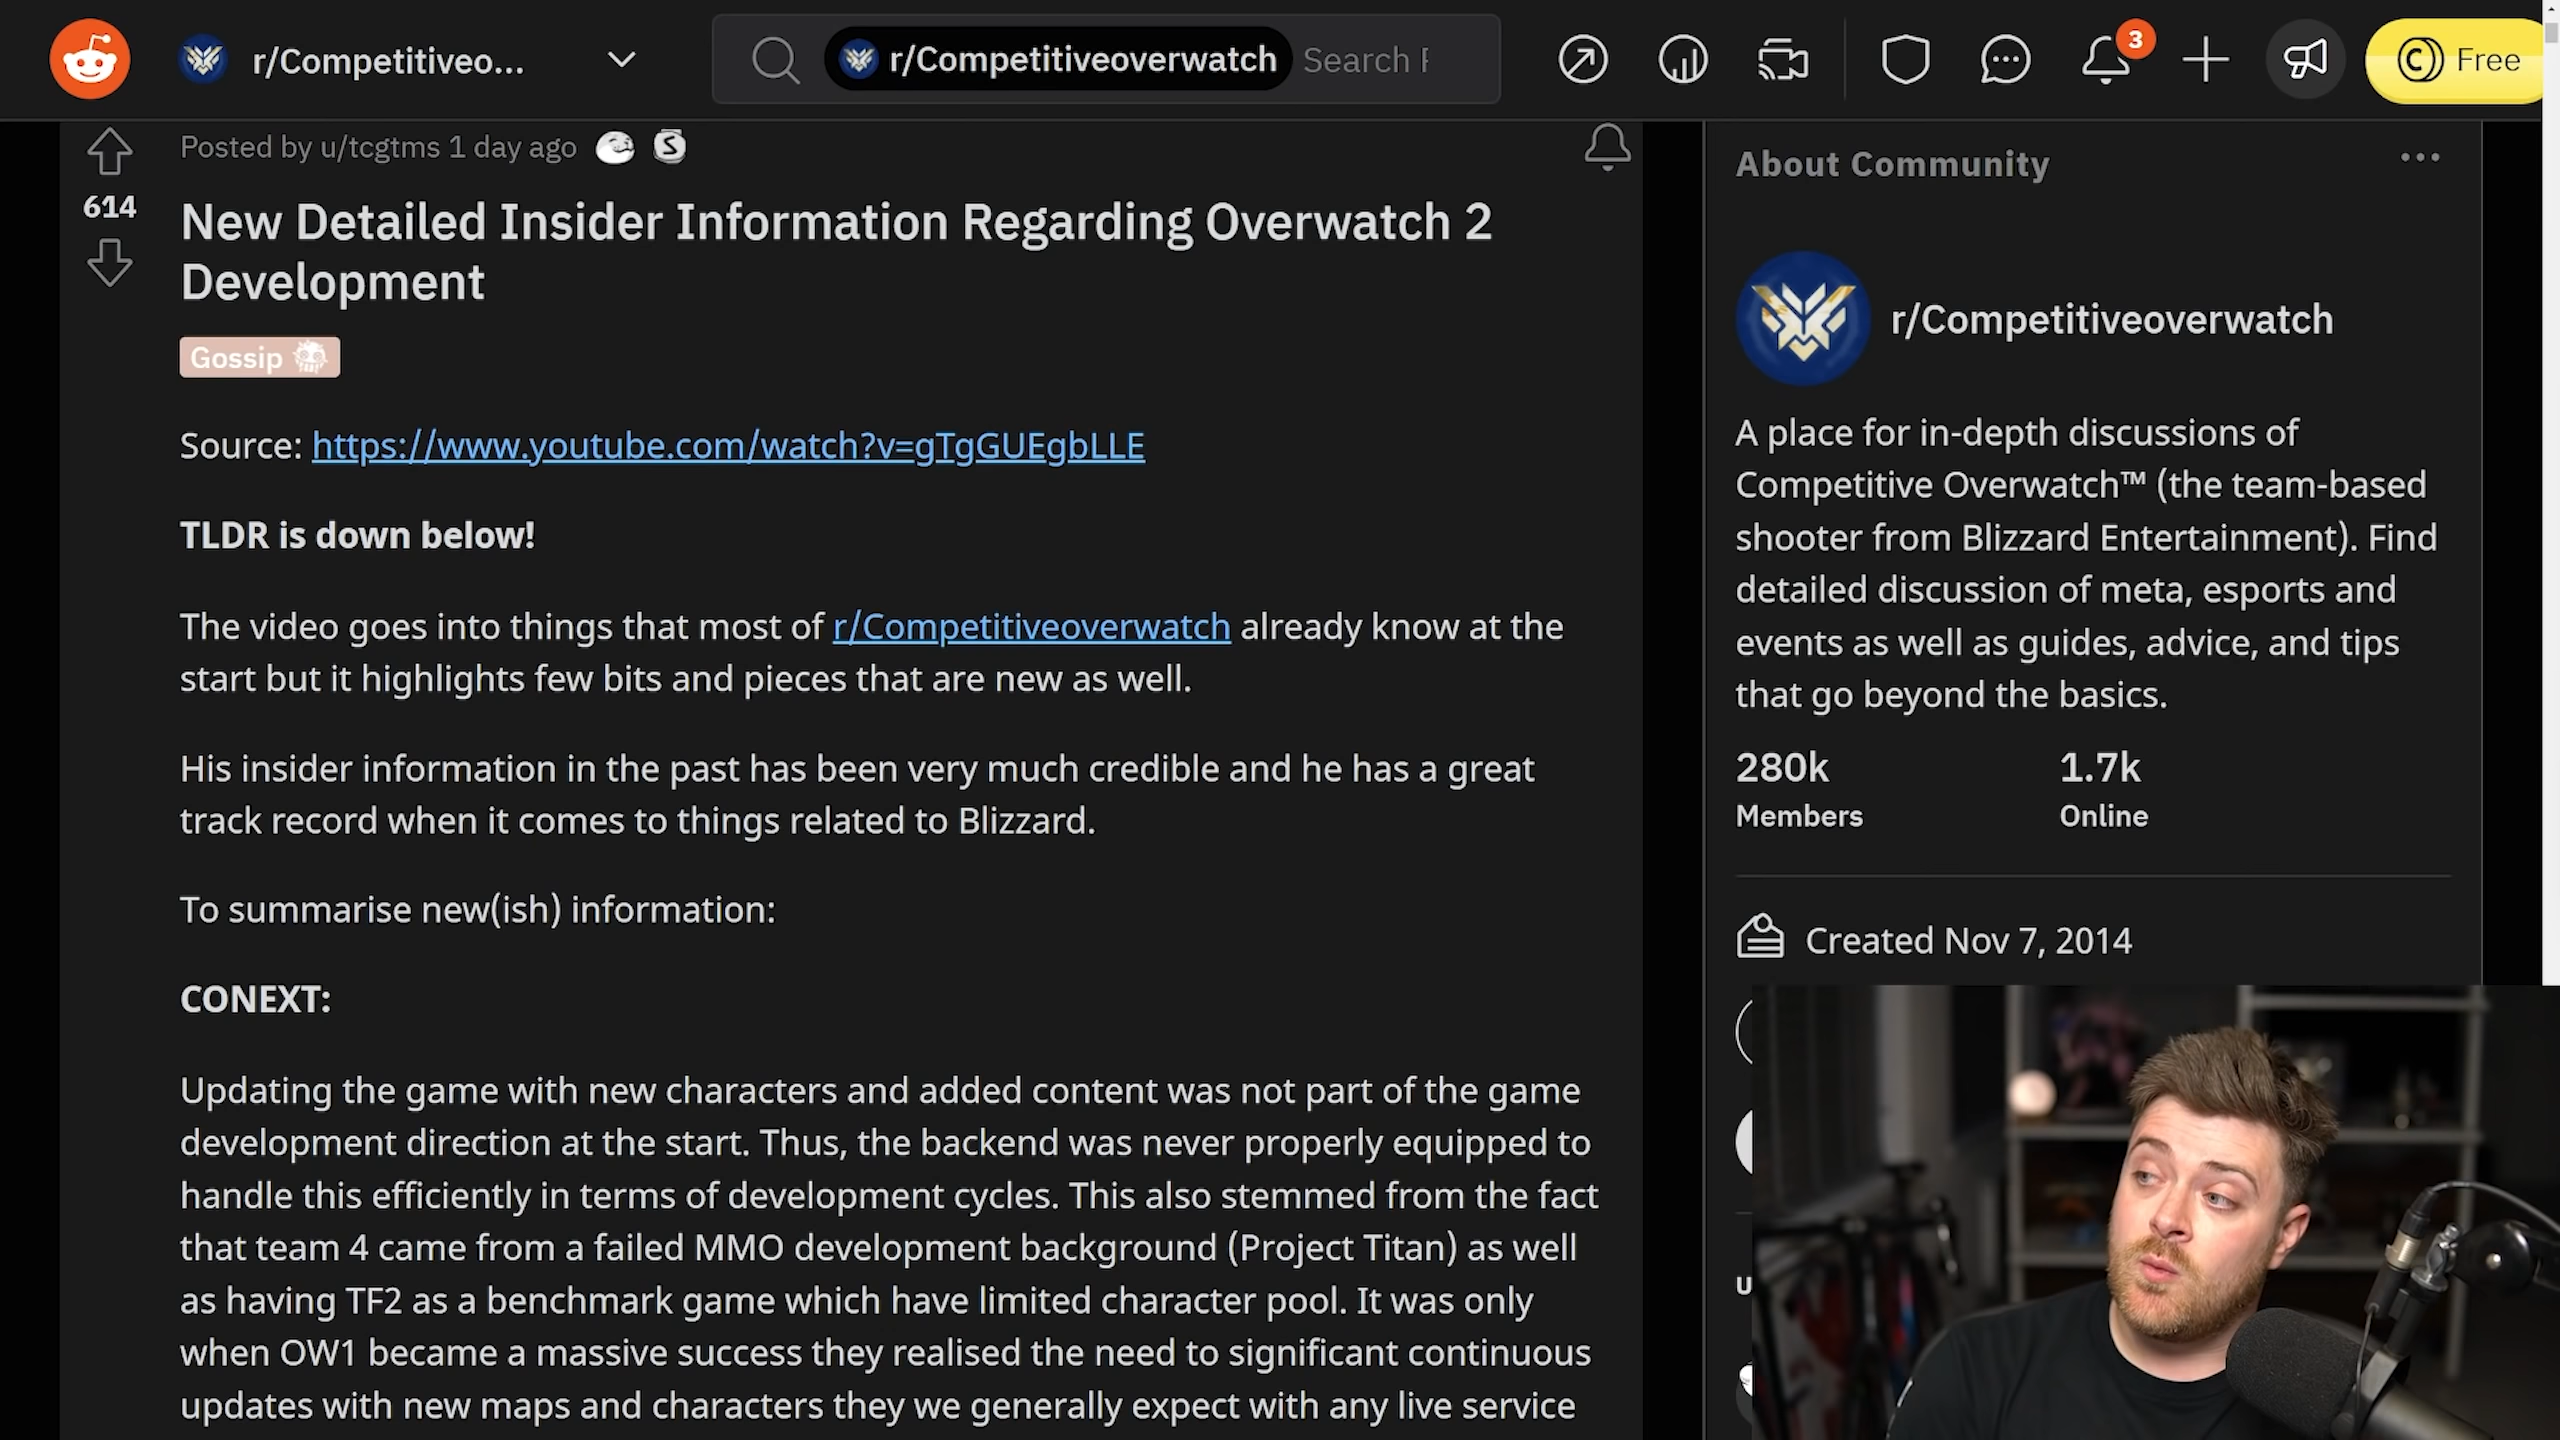 r/Competitiveo...
r/Competitiveoverwatch Search
3
Free
Posted by u/tcgtms 1 day ago
S
614
New Detailed Insider Information Regarding Overwatch 2
Development
Gossip
Source: https://www.youtube.com/watch?v=gTgGUEgbLLE
TLDR is down below!
The video goes into things that most of r/Competitiveoverwatch already know at the
start but it highlights few bits and pieces that are new as well.
His insider information in the past has been very much credible and he has a great
track record when it comes to things related to Blizzard.
To summarise new(ish) information:
CONEXT:
Updating the game with new characters and added content was not part of the game
development direction at the start. Thus, the backend was never properly equipped to
handle this efficiently in terms of development cycles. This also stemmed from the fact
that team 4 came from a failed MMO development background (Project Titan) as well
as having TF2 as a benchmark game which have limited character pool. It was only
when OW1 became a massive success they realised the need to significant continuous
updates with new maps and characters they we generally expect with any live service
About Community
r/Competitiveoverwatch
A place for in-depth discussions of
Competitive Overwatch™ (the team-based
shooter from Blizzard Entertainment). Find
detailed discussion of meta, esports and
events as well as guides, advice, and tips
that go beyond the basics.
280k 1.7k
Members Online
Created Nov 7, 2014